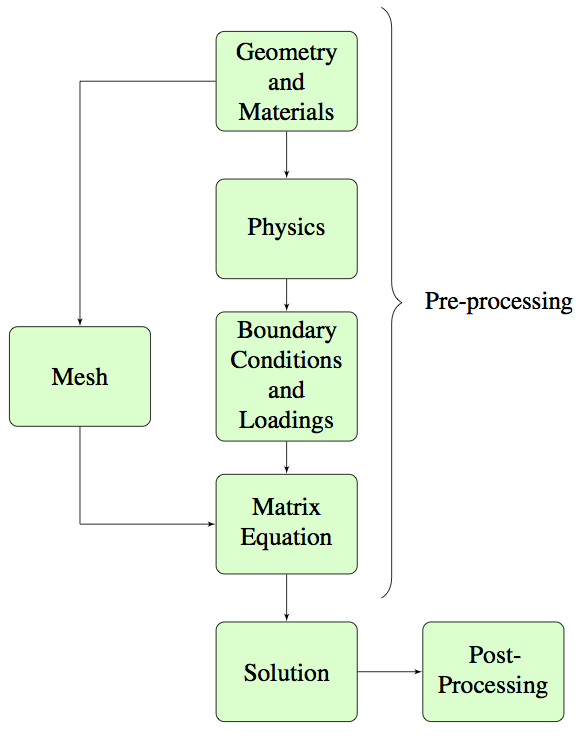 Geometry
and
Materials
Physics
Pre-processing
Boundary
Conditions
and
Loadings
Mesh
Matrix
Equation
Solution
Post-
Processing